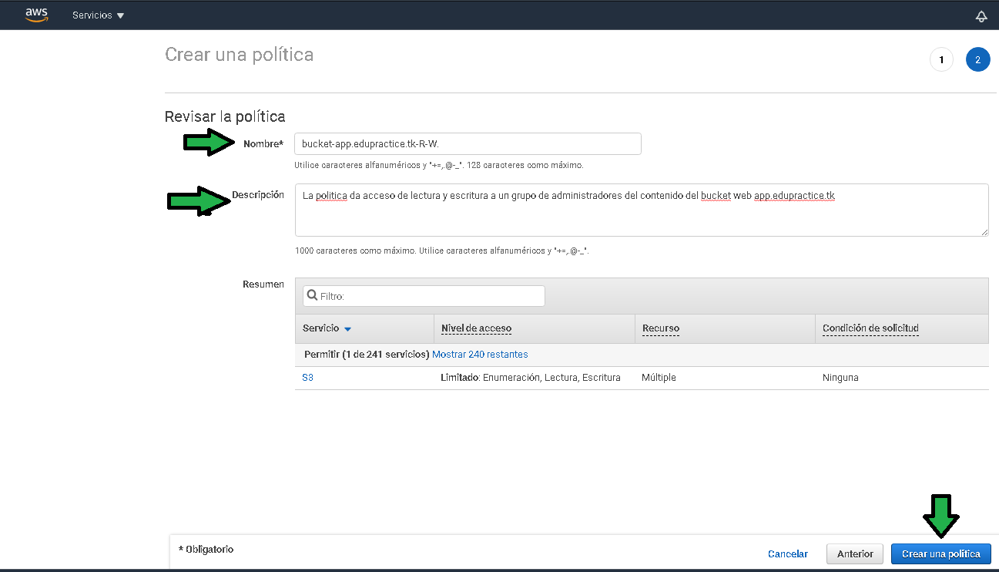 aws Servicios
Crear una política
1 2
Revisar la política
Nombre* bucket-app.edupractice.tk-R-W.
Utilice caracteres alfanuméricos y "+=,.@-_". 128 caracteres como máximo.
Descripción La politica da acceso de lectura y escritura a un grupo de administradores del contenido del bucket web app.edupractice.tk
1000 caracteres como máximo. Utilice caracteres alfanuméricos y "+=,.@-_".
Resumen Filtro:
Servicio Nivel de acceso Recurso Condición de solicitud
Permitir (1 de 241 servicios) Mostrar 240 restantes
S3 Limitado: Enumeración, Lectura, Escritura Múltiple Ninguna
* Obligatorio Cancelar Anterior Crear una política